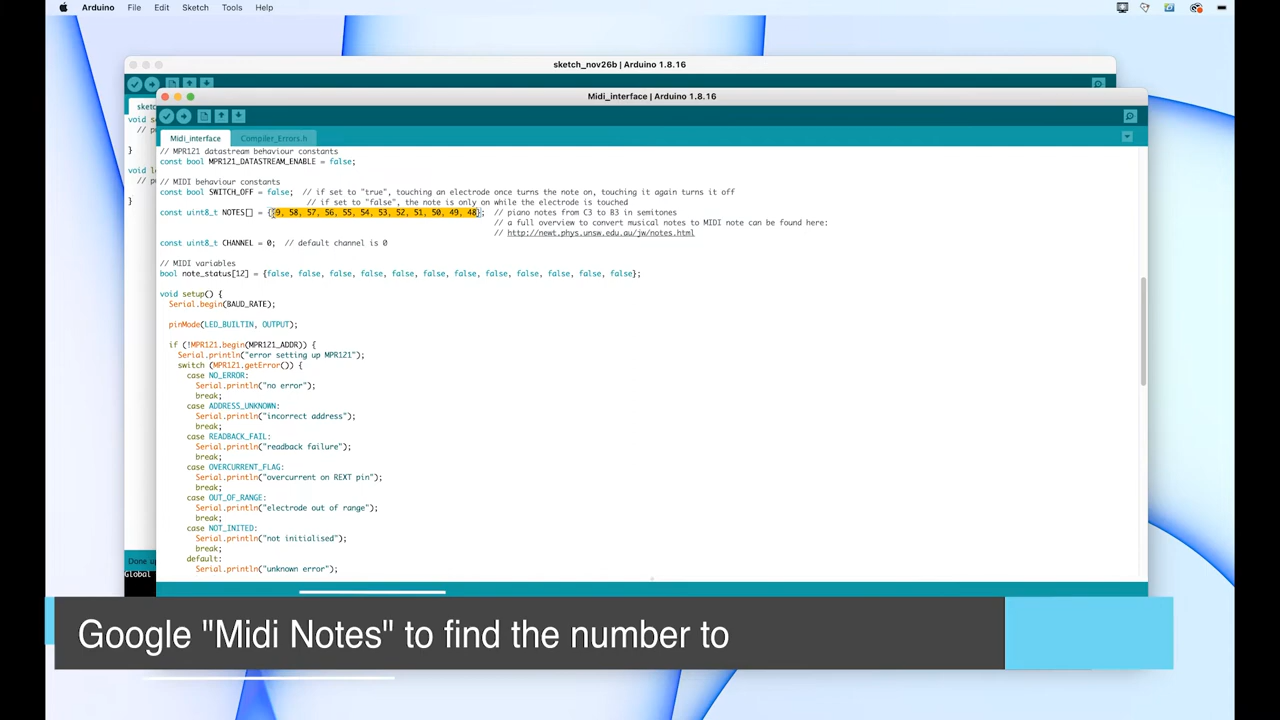 Arduino File Edit Sketch Tools Help
sketch_nov26b | Arduino 1.8.16
Midi_interface | Arduino 1.8.16
Midi_interface Compiler_Errors.h
// MPR121 datastream behaviour constants
const bool MPR121_DATASTREAM_ENABLE = false;
// MIDI behaviour constants
const bool SWITCH_OFF = false; // if set to "true", touching an electrode once turns the note on, touching it again turns it off
// if set to "false", the note is only on while the electrode is touched
const uint8_t NOTES[] = {59, 58, 57, 56, 55, 54, 53, 52, 51, 50, 49, 48}; // piano notes from C3 to B3 in semitones
// a full overview to convert musical notes to MIDI note can be found here:
// http://newt.phys.unsw.edu.au/jw/notes.html
const uint8_t CHANNEL = 0; // default channel is 0
// MIDI variables
bool note_status[12] = {false, false, false, false, false, false, false, false, false, false, false, false};
void setup() {
Serial.begin(BAUD_RATE);
pinMode(LED_BUILTIN, OUTPUT);
if (!MPR121.begin(MPR121_ADDR)) {
Serial.println("error setting up MPR121");
switch (MPR121.getError()) {
case NO_ERROR:
Serial.println("no error");
break;
case ADDRESS_UNKNOWN:
Serial.println("incorrect address");
break;
case READBACK_FAIL:
Serial.println("readback failure");
break;
case OVERCURRENT_FLAG:
Serial.println("overcurrent on REXT pin");
break;
case OUT_OF_RANGE:
Serial.println("electrode out of range");
break;
case NOT_INITED:
Serial.println("not initialised");
break;
default:
Serial.println("unknown error");
sketc
void s
// p
}
void l
// p
}
Done up
Global
Google "Midi Notes" to find the number to